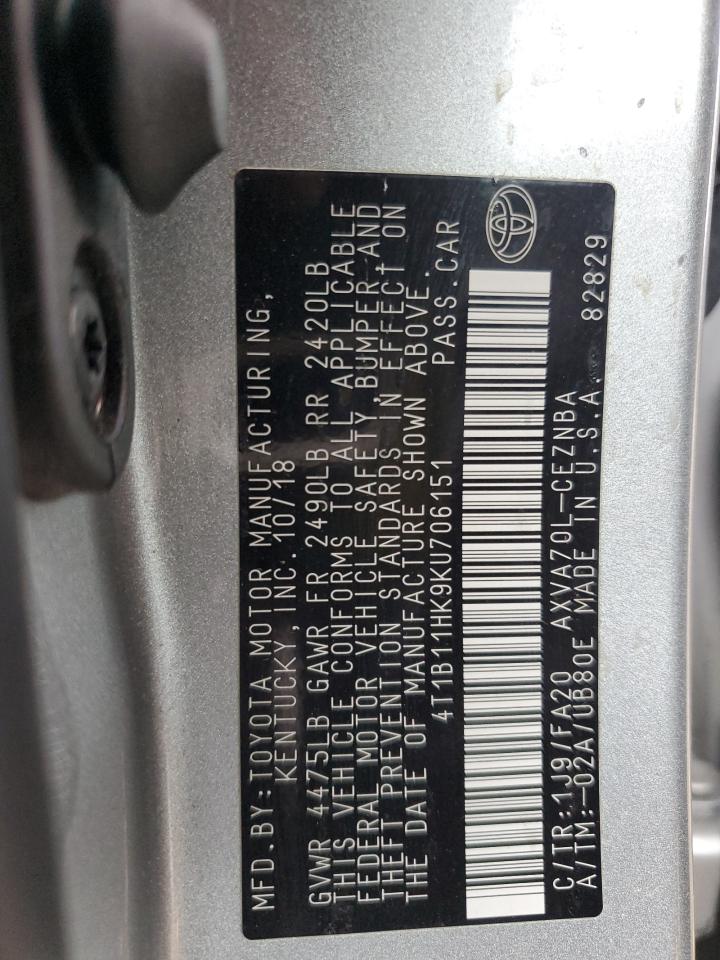 MFD.BY:TOYOTA MOTOR MANUFACTURING,
KENTUCKY, INC. 10/18
GVWR 4475LB GAWR FR 2490LB RR 2420LB
THIS VEHICLE CONFORMS TO ALL APPLICABLE
FEDERAL MOTOR VEHICLE SAFETY, BUMPER AND
THEFT PREVENTION STANDARDS IN EFFECT ON
THE DATE OF MANUFACTURE SHOWN ABOVE.
4T1B11HK9KU706151 PASS.CAR
C/TR:1J9/FA20 AXVA70L-CEZNBA
A/TM:-02A/UB80E MADE IN U.S.A. 82829